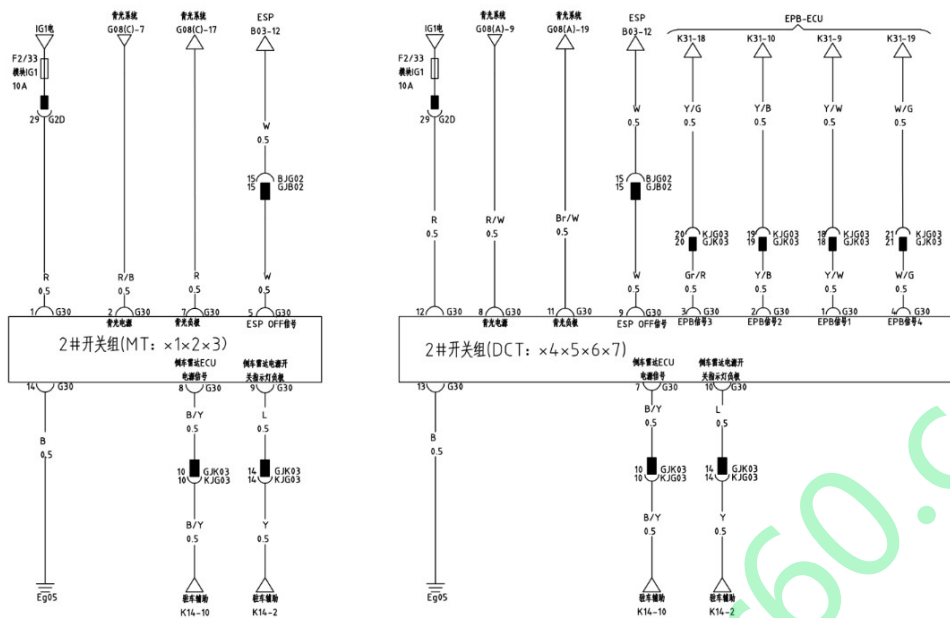 IG1电
背光系统
G08(C)-7
背光系统
G08(C)-17
ESP
B03-12
F2/33
模块IG1
10A
29 G2D
W
0.5
15 BJG02
15 GJB02
R
0.5
R/B
0.5
R
0.5
W
0.5
1 G30
2 G30
背光电源
7 G30
背光负极
5 G30
ESP OFF信号
2#开关组(MT: ×1×2×3)
倒车雷达ECU
电源信号
倒车雷达电源开
关指示灯负极
14 G30
8 G30
9 G30
B
0.5
B/Y
0.5
L
0.5
10 GJK03
10 KJG03
14 GJK03
14 KJG03
B/Y
0.5
Y
0.5
Eg05
驻车辅助
K14-10
驻车辅助
K14-2
IG1电
背光系统
G08(A)-9
背光系统
G08(A)-19
ESP
B03-12
EPB-ECU
K31-18
K31-10
K31-9
K31-19
F2/33
模块IG1
10A
29 G2D
W
0.5
Y/G
0.5
Y/B
0.5
Y/W
0.5
W/G
0.5
15 BJG02
15 GJB02
R
0.5
R/W
0.5
Br/W
0.5
20 KJG03
20 GJK03
19 KJG03
19 GJK03
18 KJG03
18 GJK03
21 KJG03
21 GJK03
W
0.5
Gr/R
0.5
Y/B
0.5
Y/W
0.5
W/G
0.5
12 G30
8 G30
背光电源
11 G30
背光负极
9 G30
ESP OFF信号
3 G30
EPB信号3
2 G30
EPB信号2
1 G30
EPB信号1
4 G30
EPB信号4
2#开关组(DCT: ×4×5×6×7)
倒车雷达ECU
电源信号
倒车雷达电源开
关指示灯负极
13 G30
7 G30
10 G30
B
0.5
B/Y
0.5
L
0.5
10 GJK03
10 KJG03
14 GJK03
14 KJG03
B/Y
0.5
Y
0.5
Eg05
驻车辅助
K14-10
驻车辅助
K14-2